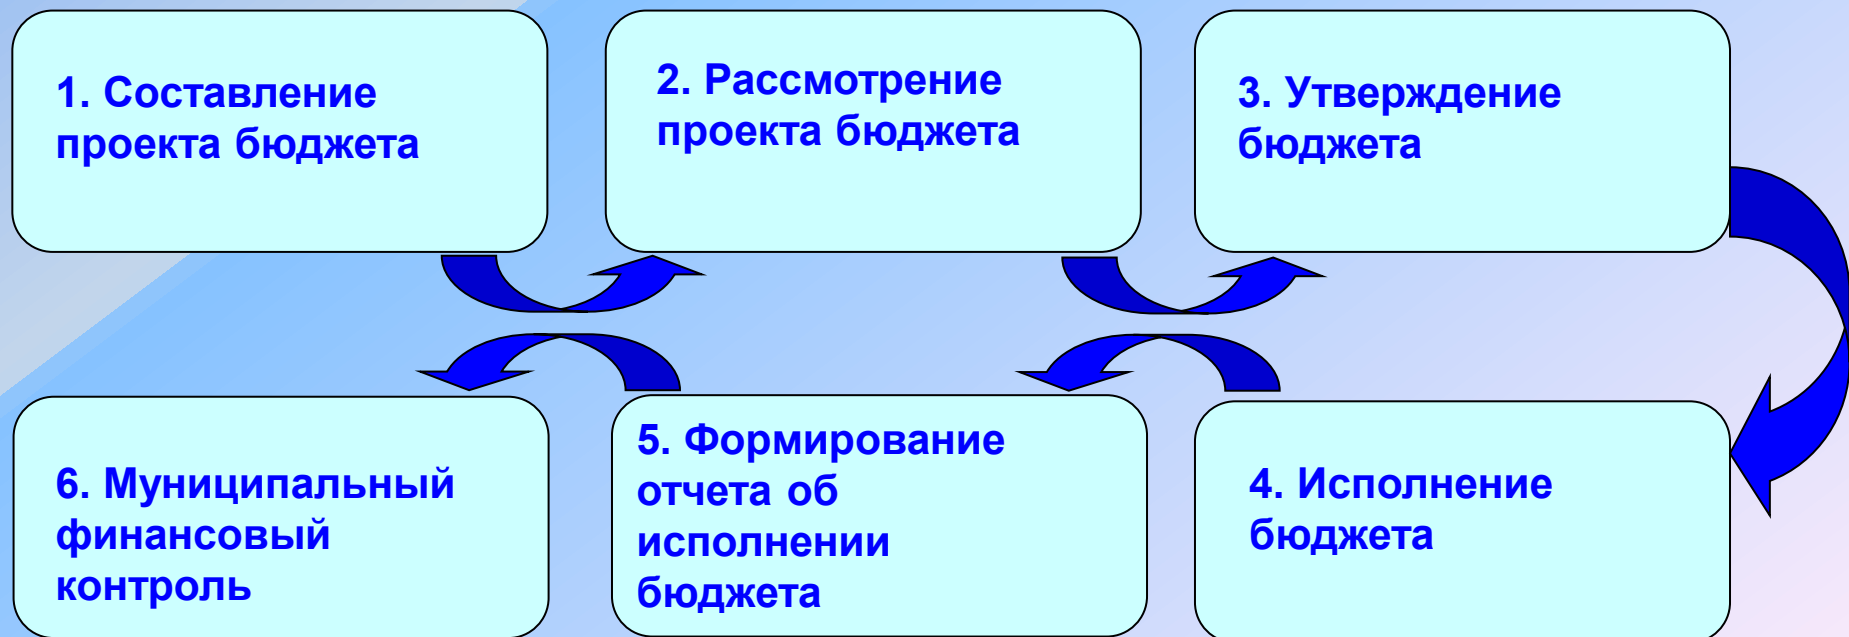 1. Составление
проекта бюджета
2. Рассмотрение
проекта бюджета
3. Утверждение
бюджета
4. Исполнение
бюджета
5. Формирование
отчета об
исполнении
бюджета
6. Муниципальный
финансовый
контроль